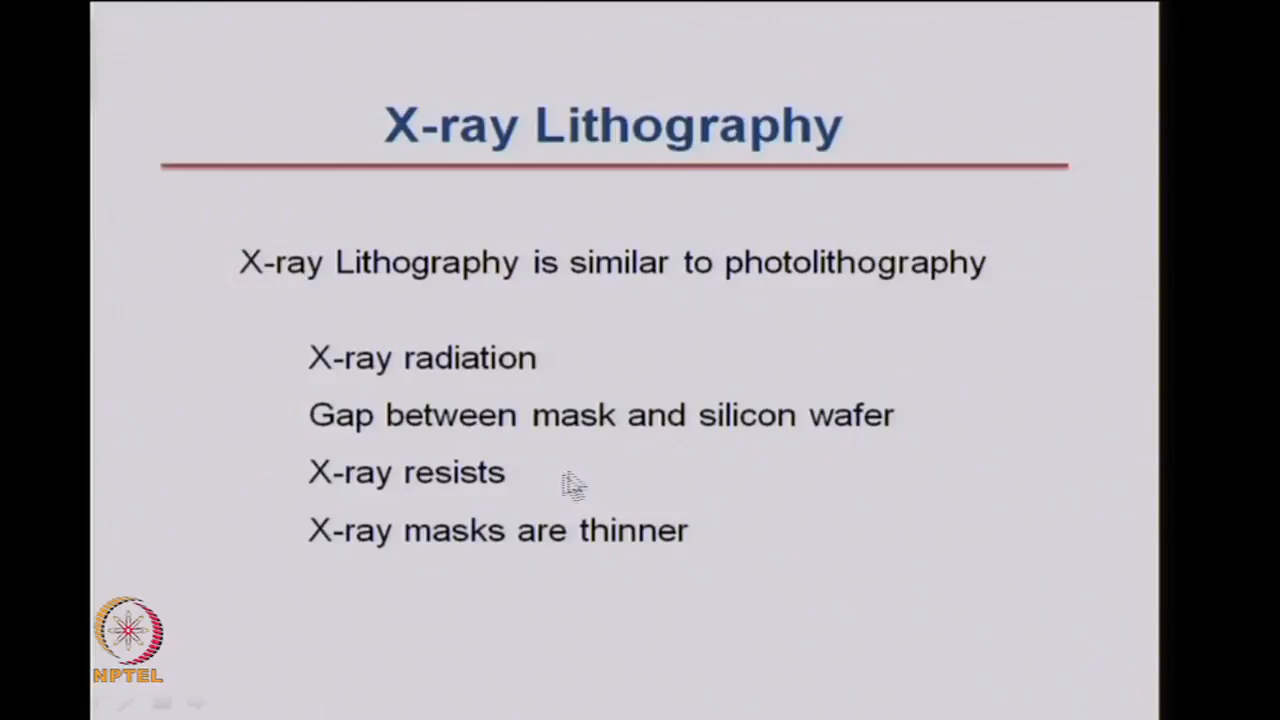 X-ray Lithography
X-ray Lithography is similar to photolithography
X-ray radiation
Gap between mask and silicon wafer
X-ray resists
X-ray masks are thinner
NPTEL